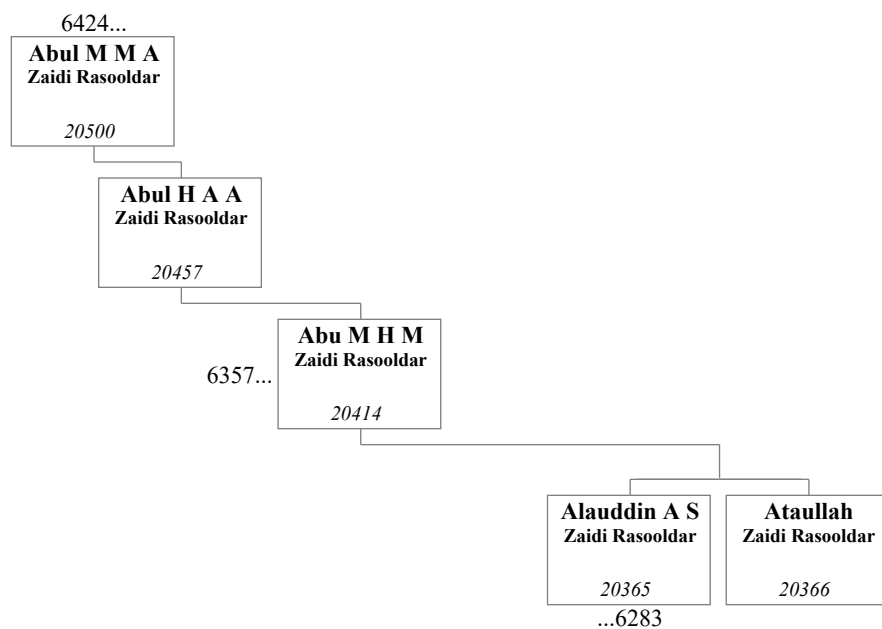 6424...
Abul M M A
Zaidi Rasooldar
20500
Abul H A A
Zaidi Rasooldar
20457
Abu M H M
Zaidi Rasooldar
6357...
20414
Alauddin A S
Zaidi Rasooldar
20365
...6283
Ataullah
Zaidi Rasooldar
20366